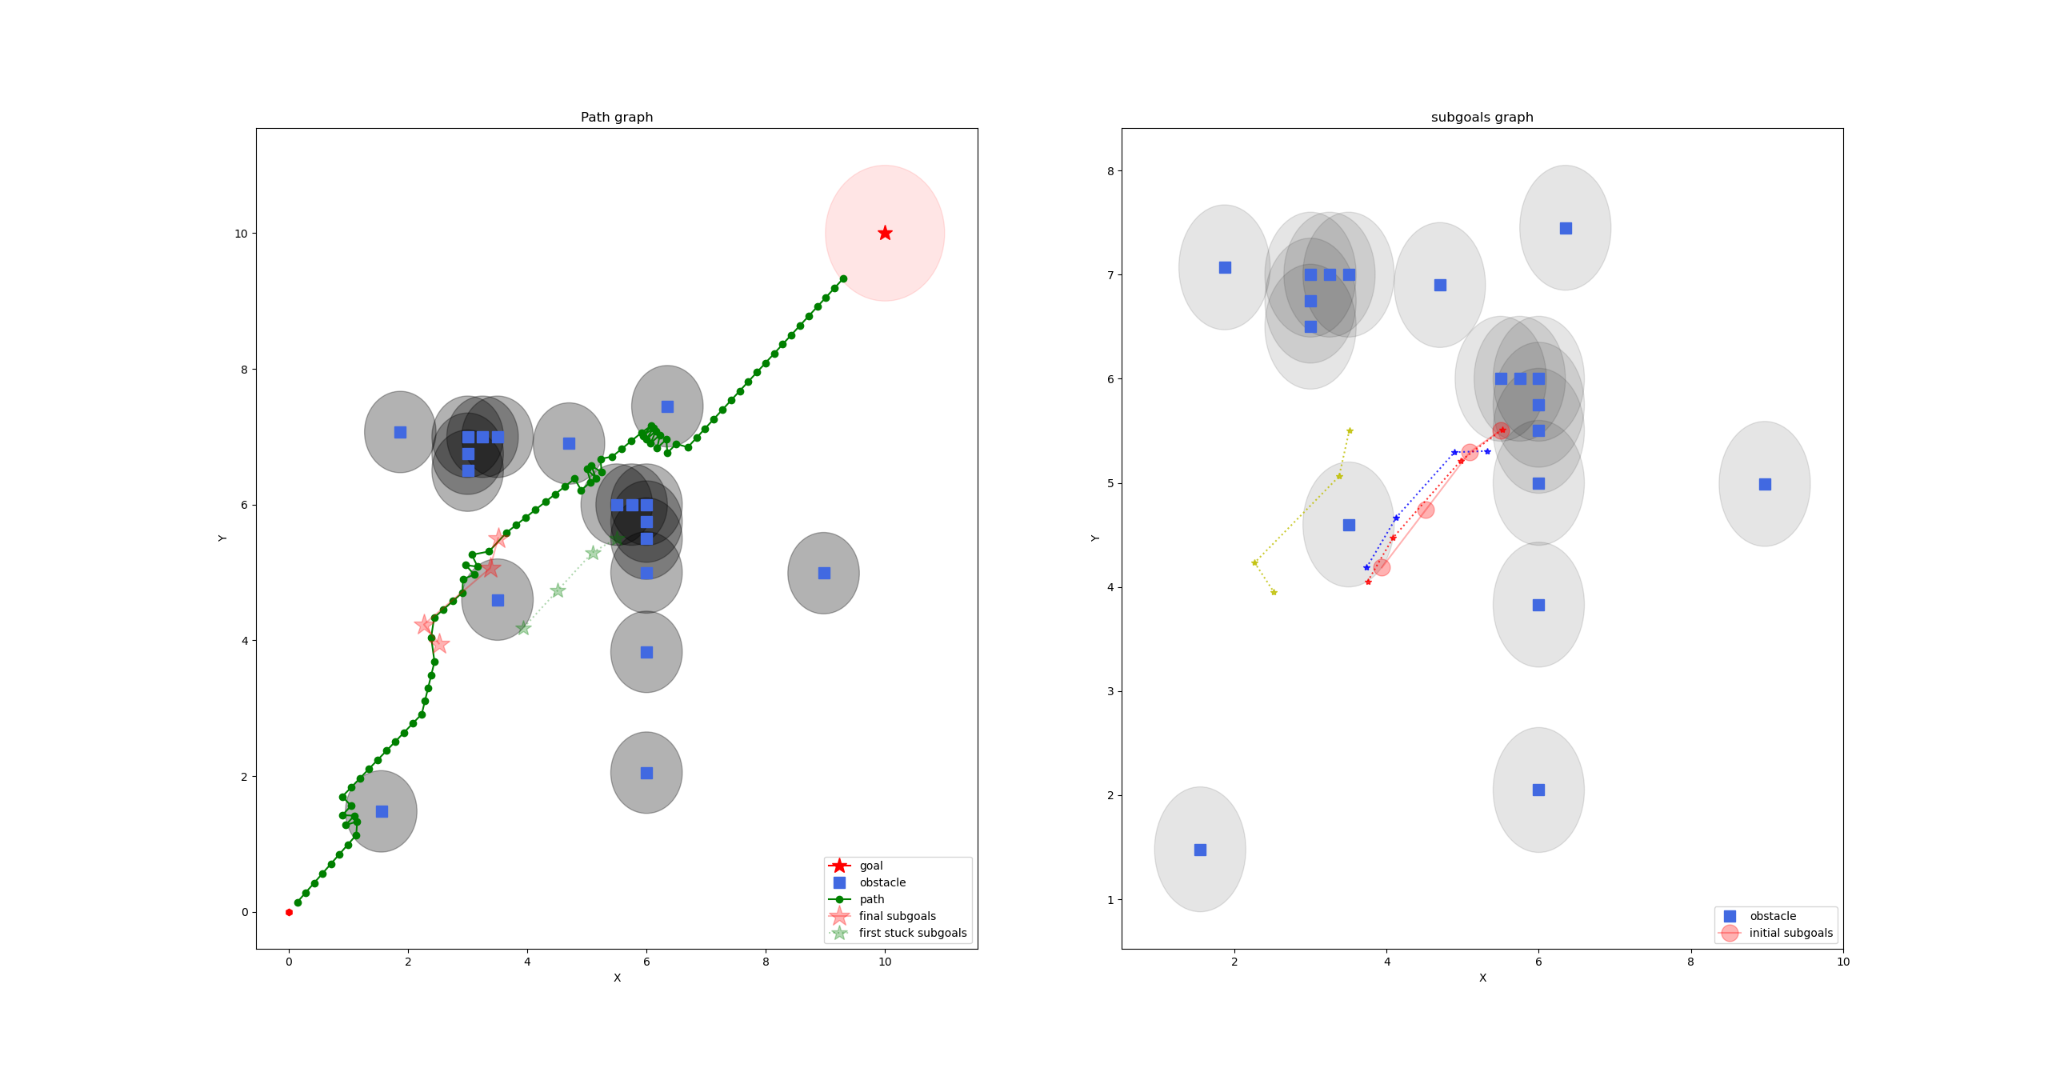 Path graph
10
8
6
4
2
0
Y
0 2 4 6 8 10
X
goal
obstacle
path
final subgoals
first stuck subgoals
subgoals graph
8
7
6
5
4
3
2
1
Y
2 4 6 8 10
X
obstacle
initial subgoals